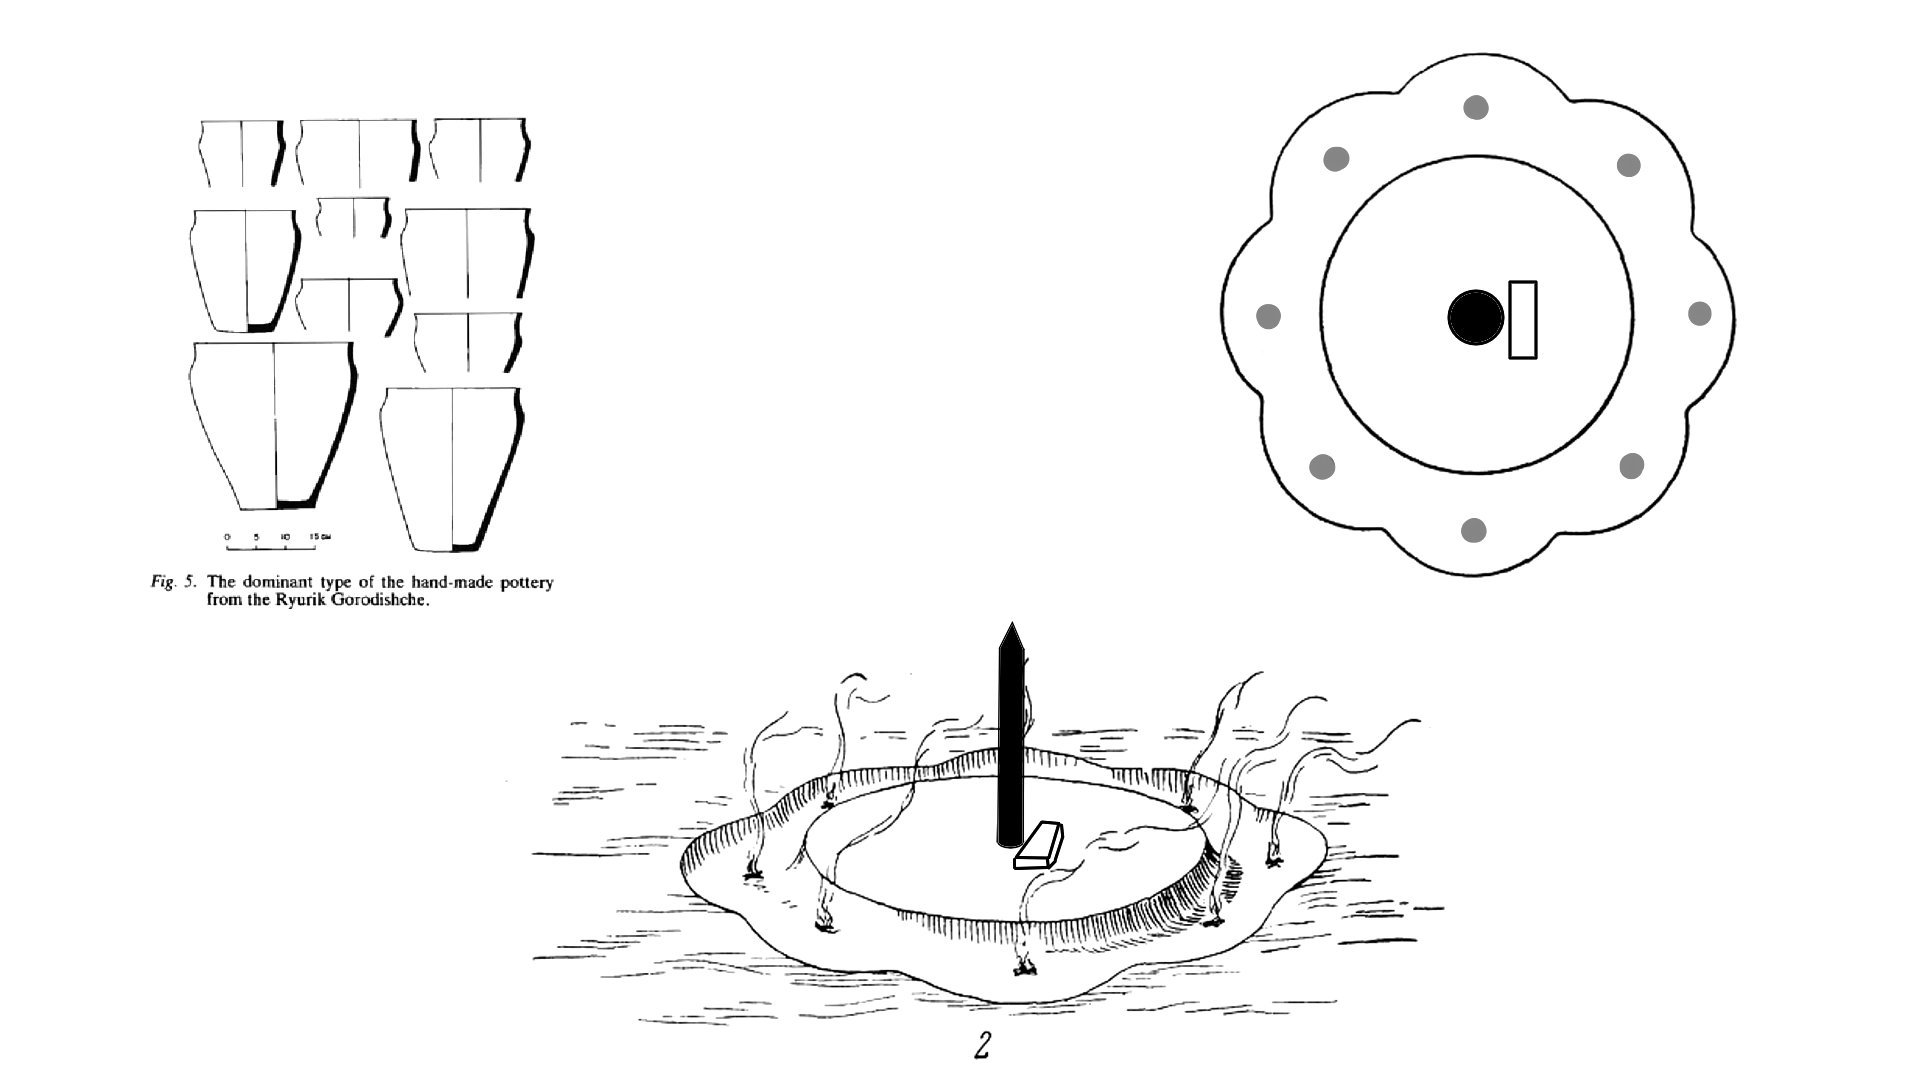 0 5 10 15 см
Fig. 5. The dominant type of the hand-made pottery
from the Ryurik Gorodishche.
2